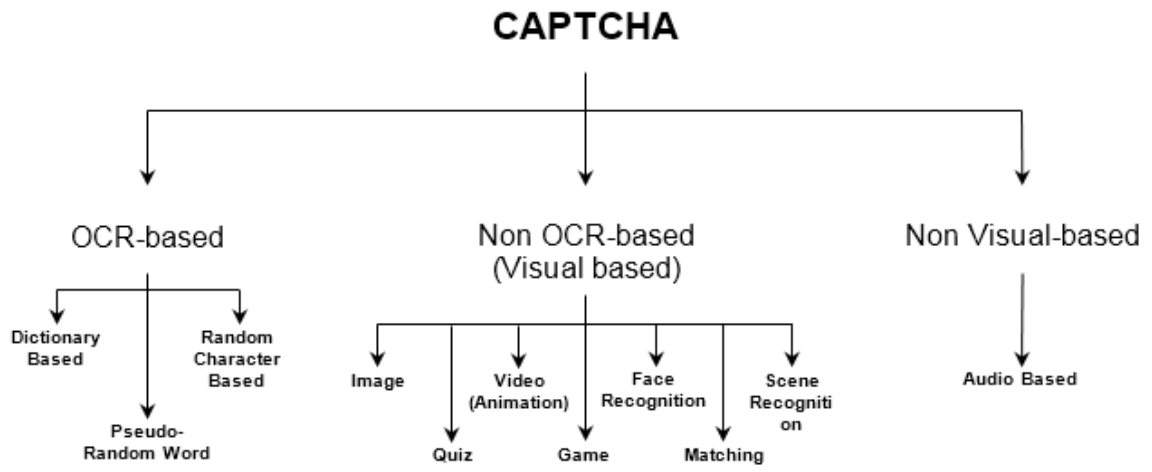 CAPTCHA
OCR-based
Non OCR-based
(Visual based)
Non Visual-based
Dictionary
Based
Pseudo-
Random Word
Random
Character
Based
Image
Quiz
Video
(Animation)
Game
Face
Recognition
Matching
Scene
Recogniti
on
Audio Based